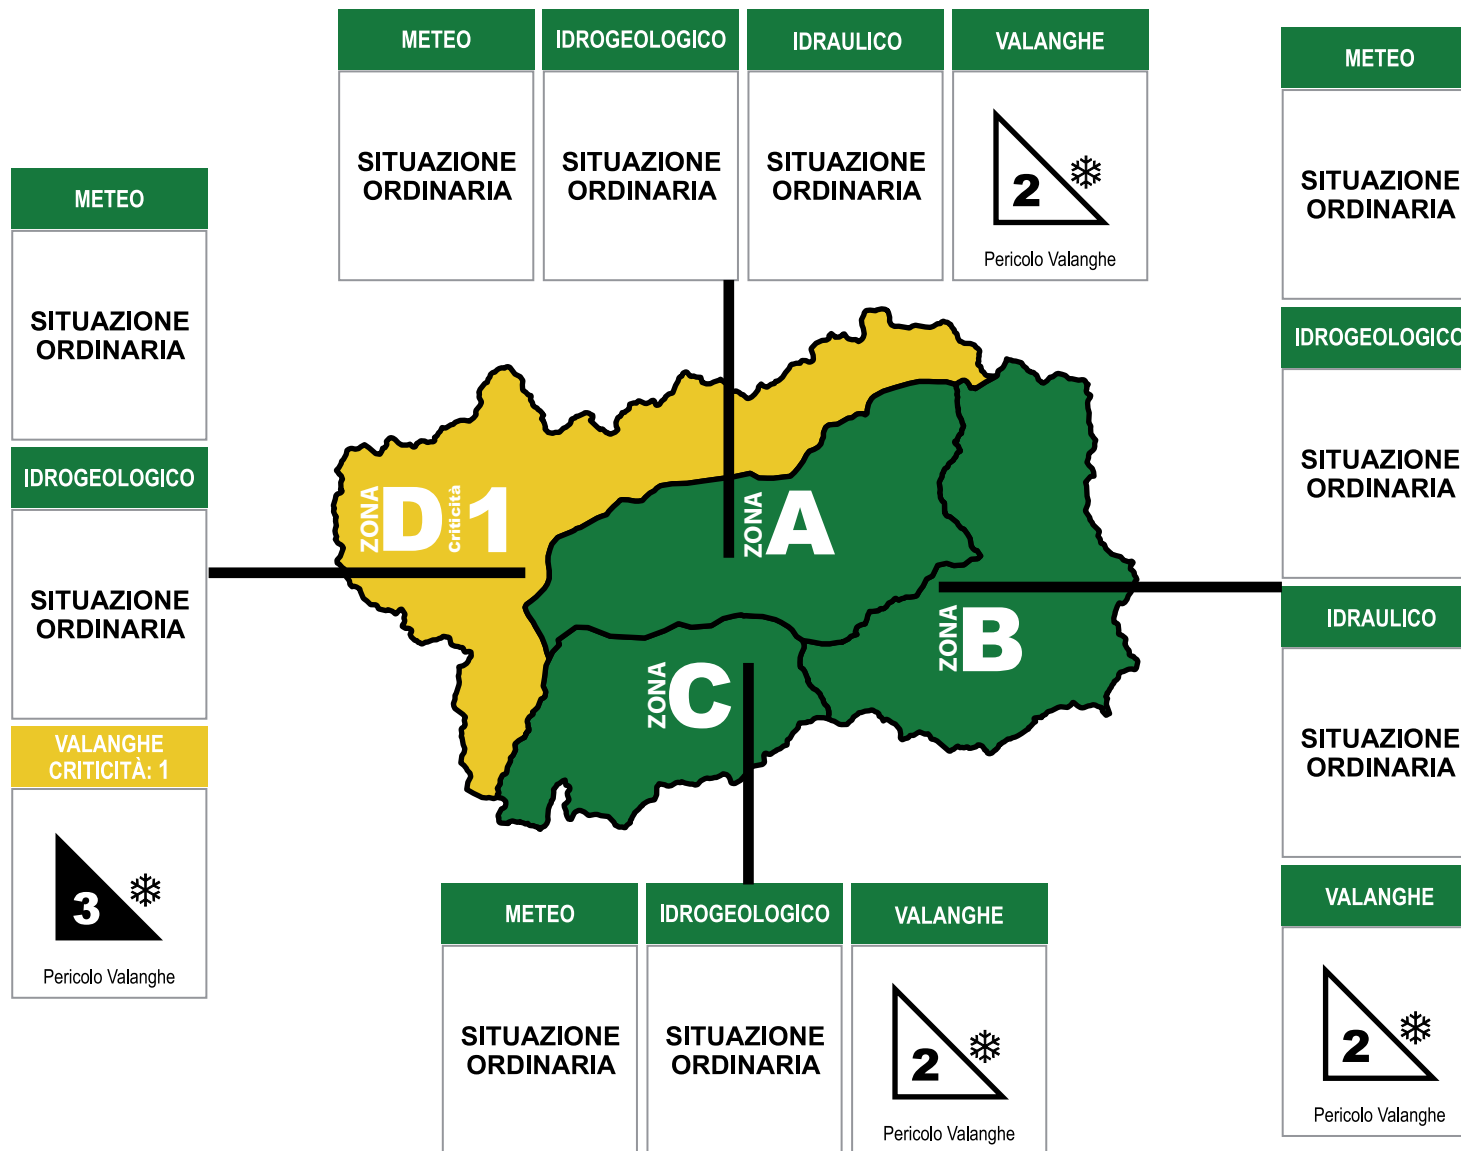 METEO
IDROGEOLOGICO
IDRAULICO
VALANGHE
SITUAZIONE
ORDINARIA
SITUAZIONE
ORDINARIA
SITUAZIONE
ORDINARIA
2
Pericolo Valanghe
METEO
SITUAZIONE
ORDINARIA
IDROGEOLOGICO
SITUAZIONE
ORDINARIA
VALANGHE
CRITICITÀ: 1
3
Pericolo Valanghe
ZONA
D
Criticità
1
ZONA
A
ZONA
B
ZONA
C
METEO
SITUAZIONE
ORDINARIA
IDROGEOLOGICO
SITUAZIONE
ORDINARIA
IDRAULICO
SITUAZIONE
ORDINARIA
VALANGHE
2
Pericolo Valanghe
METEO
IDROGEOLOGICO
VALANGHE
SITUAZIONE
ORDINARIA
SITUAZIONE
ORDINARIA
2
Pericolo Valanghe